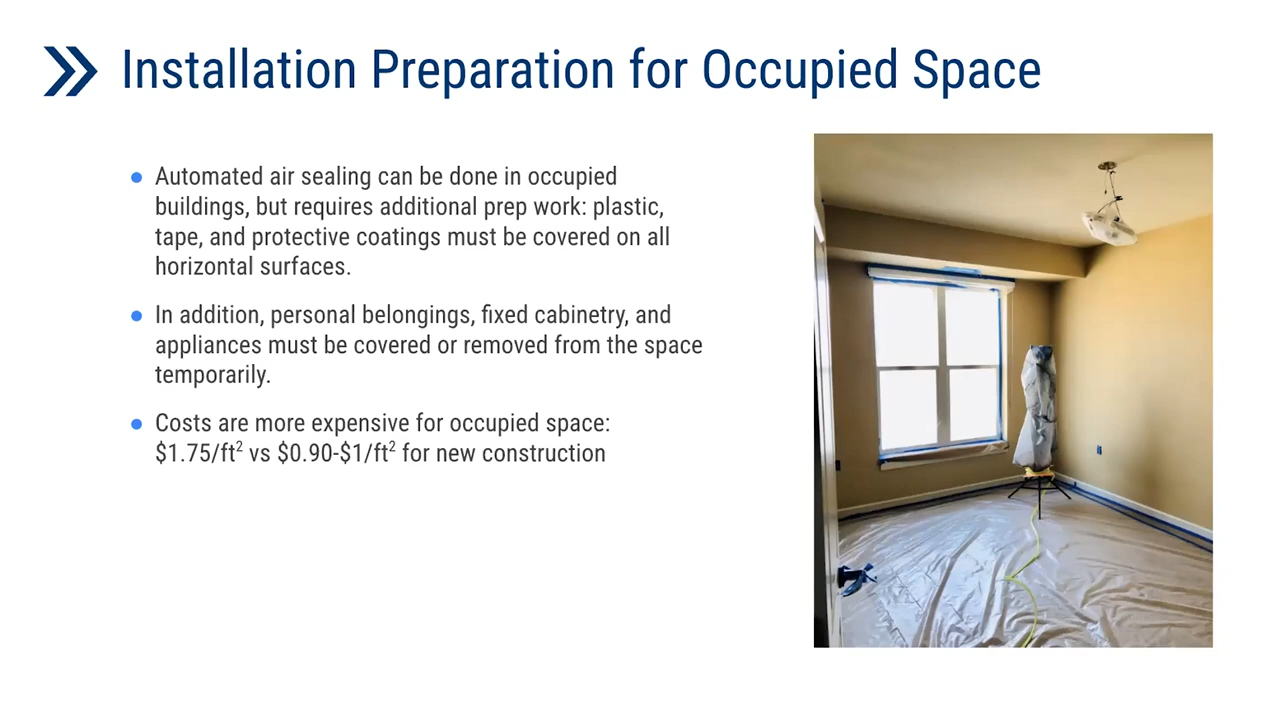 Installation Preparation for Occupied Space
● Automated air sealing can be done in occupied
buildings, but requires additional prep work: plastic,
tape, and protective coatings must be covered on all
horizontal surfaces.
● In addition, personal belongings, fixed cabinetry, and
appliances must be covered or removed from the space
temporarily.
● Costs are more expensive for occupied space:
$1.75/ft² vs $0.90-$1/ft² for new construction